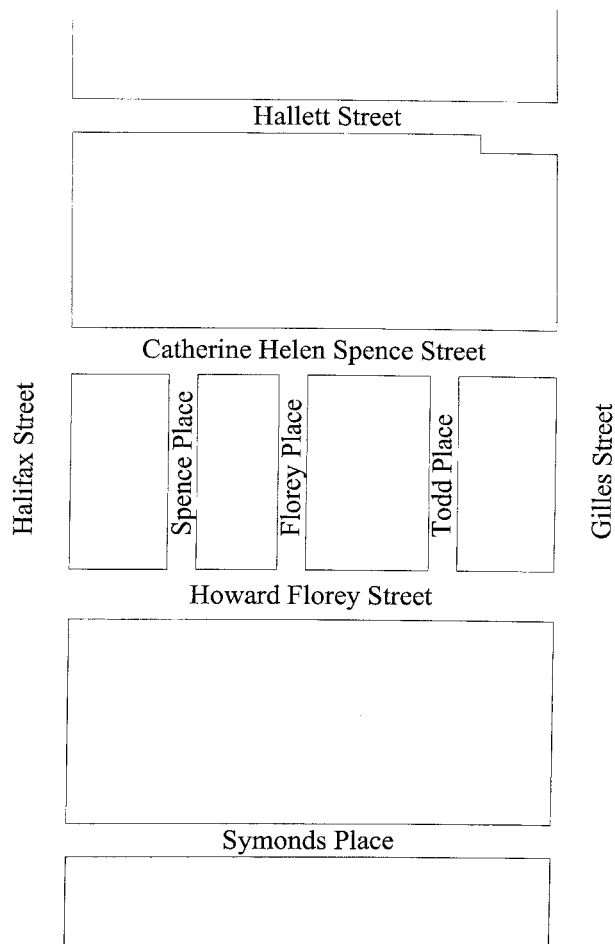 Hallett Street
Catherine Helen Spence Street
Halifax Street
Spence Place
Florey Place
Todd Place
Gilles Street
Howard Florey Street
Symonds Place